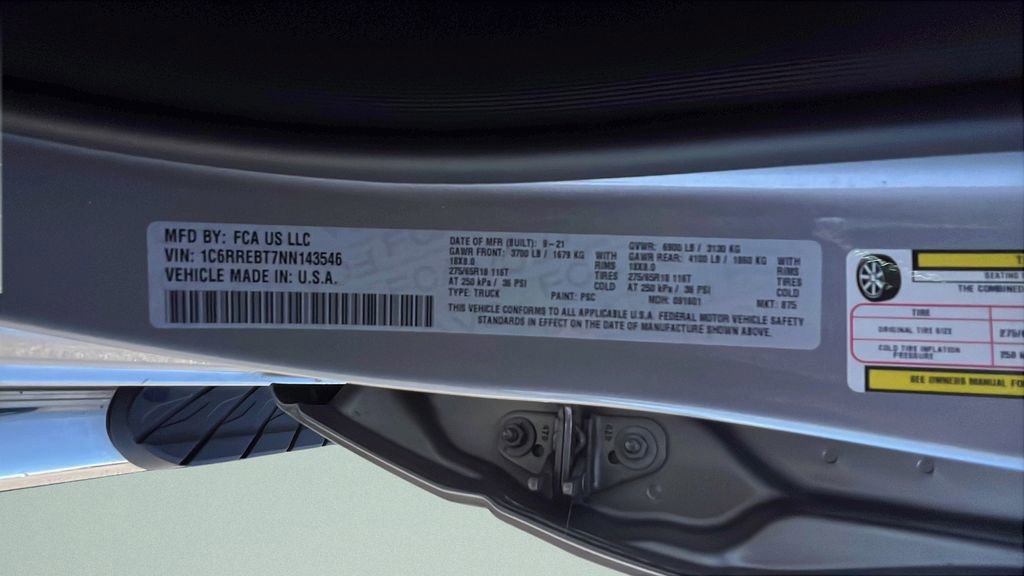 MFD BY: FCA US LLC
VIN: 1C6RREBT7NN143546
VEHICLE MADE IN: U.S.A.
DATE OF MFR (BUILT): 9-21
GAWR FRONT: 3700 LB / 1679 KG WITH
18X8.0 RIMS
275/65R18 116T TIRES
AT 250 kPa / 36 PSI COLD
TYPE: TRUCK PAINT: PSC
GVWR: 6900 LB / 3130 KG
GAWR REAR: 4100 LB / 1860 KG WITH
18X8.0 RIMS
275/65R18 116T TIRES
AT 250 kPa / 36 PSI COLD
MDH: 091601 MKT: 875
THIS VEHICLE CONFORMS TO ALL APPLICABLE U.S.A. FEDERAL MOTOR VEHICLE SAFETY
STANDARDS IN EFFECT ON THE DATE OF MANUFACTURE SHOWN ABOVE.
SEATING
THE COMBINED
TIRE
ORIGINAL TIRE SIZE
COLD TIRE INFLATION
PRESSURE
SEE OWNERS MANUAL FO